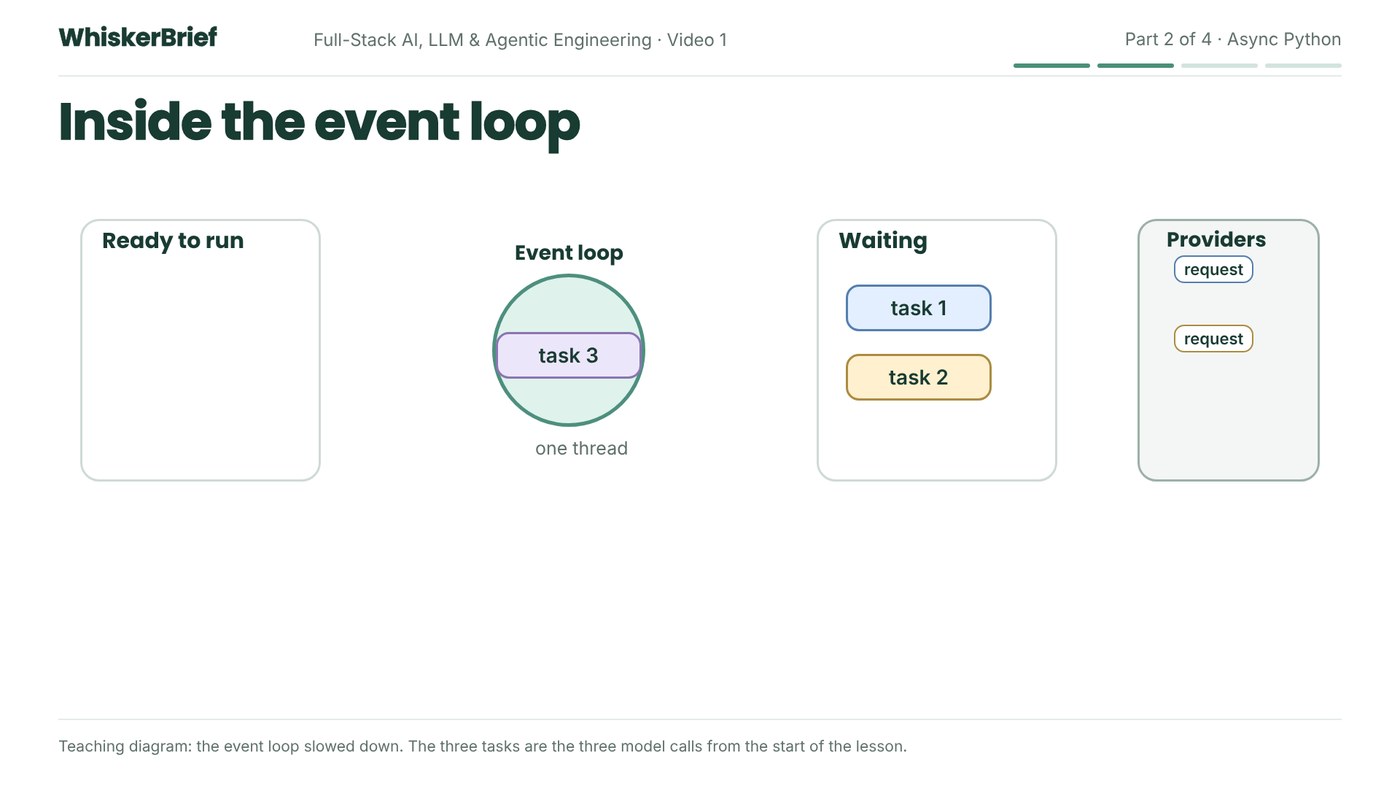 WhiskerBrief
Full-Stack AI, LLM & Agentic Engineering · Video 1
Part 2 of 4 · Async Python
Inside the event loop
Ready to run
Event loop
task 3
one thread
Waiting
task 1
task 2
Providers
request
request
Teaching diagram: the event loop slowed down. The three tasks are the three model calls from the start of the lesson.